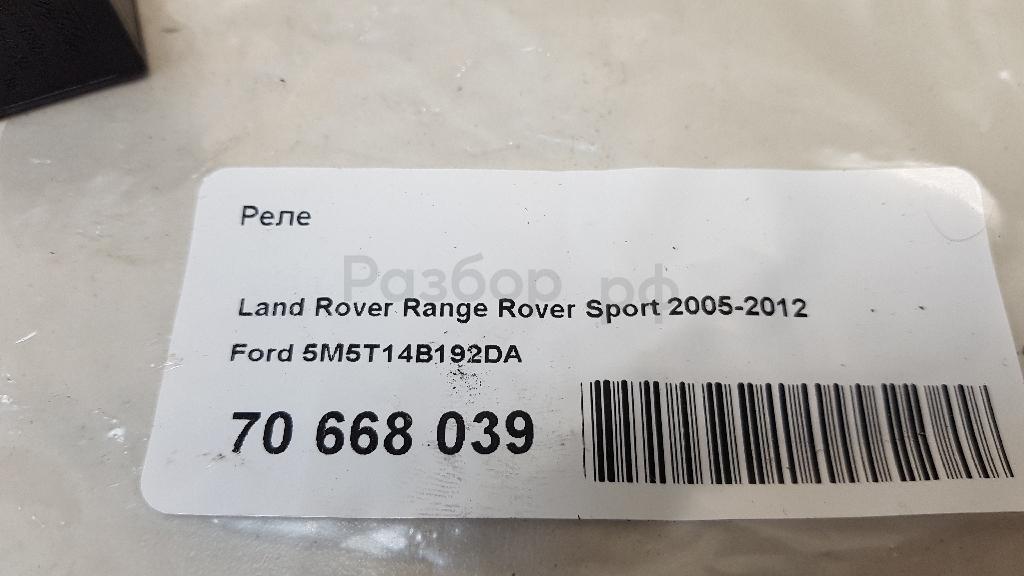 Реле
Разбор.рф
Land Rover Range Rover Sport 2005-2012
Ford 5M5T14B192DA
70 668 039